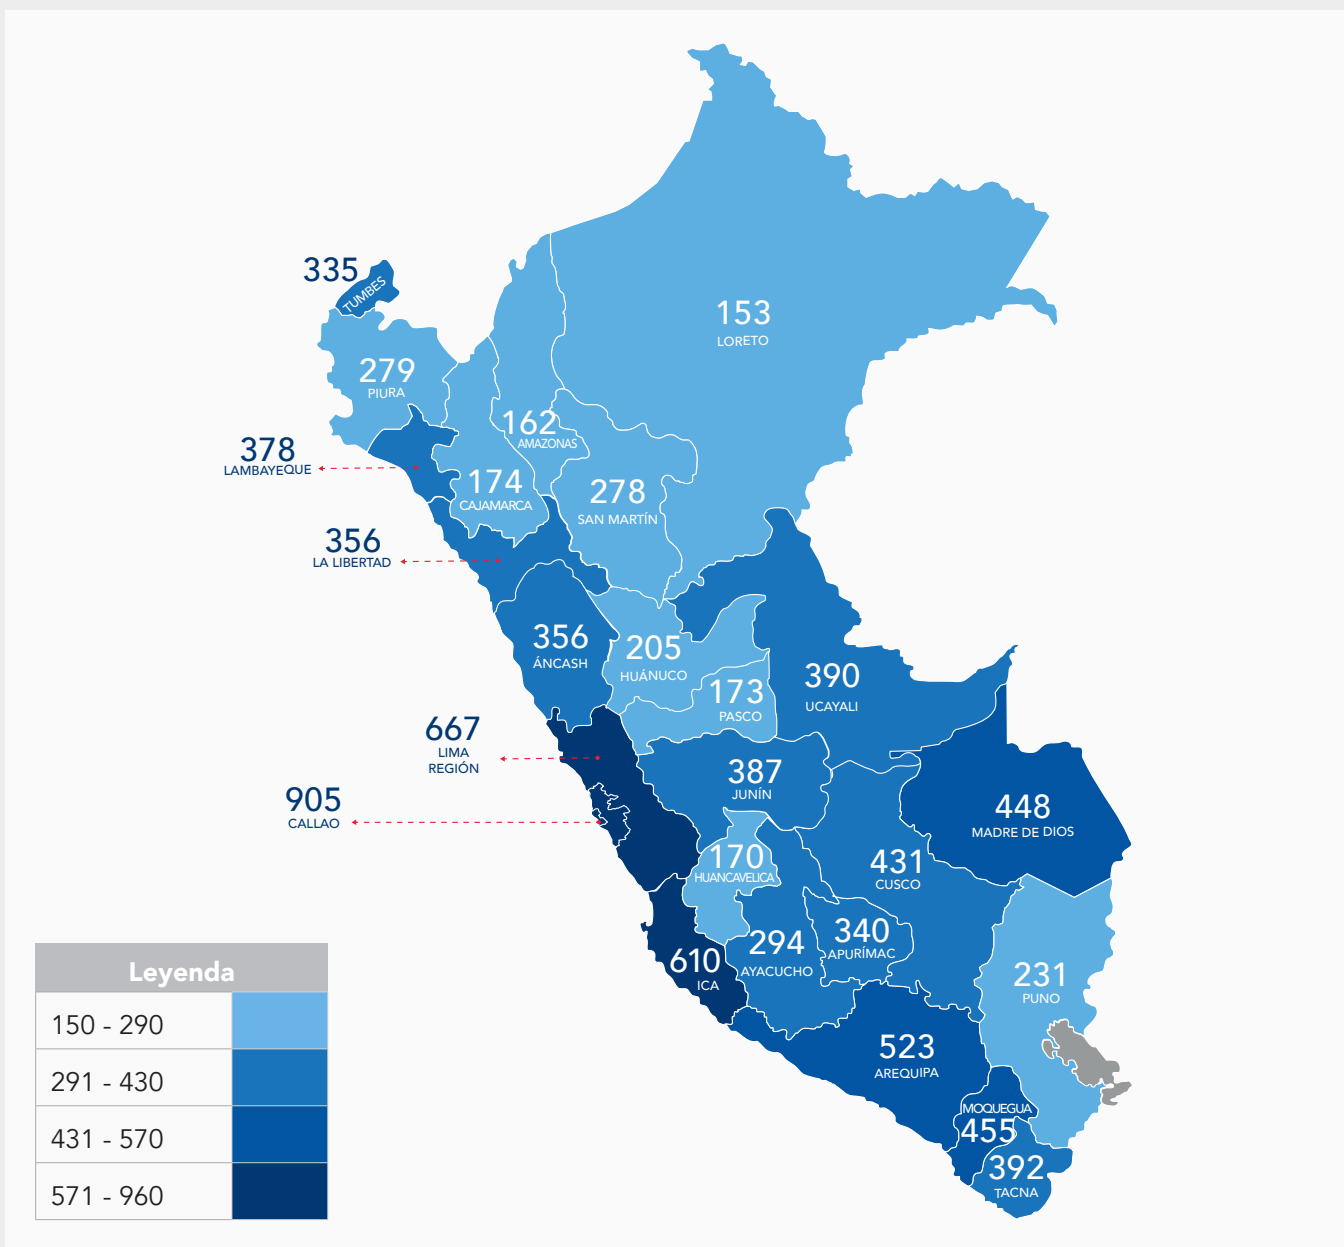 335
TUMBES
153
LORETO
279
PIURA
162
AMAZONAS
378
LAMBAYEQUE
174
CAJAMARCA
278
SAN MARTÍN
356
LA LIBERTAD
356
ÁNCASH
205
HUÁNUCO
173
PASCO
390
UCAYALI
667
LIMA
REGIÓN
387
JUNÍN
905
CALLAO
448
MADRE DE DIOS
170
HUANCAVELICA
431
CUSCO
610
ICA
294
AYACUCHO
340
APURÍMAC
231
PUNO
523
AREQUIPA
MOQUEGUA
455
392
TACNA
Leyenda
150 - 290
291 - 430
431 - 570
571 - 960